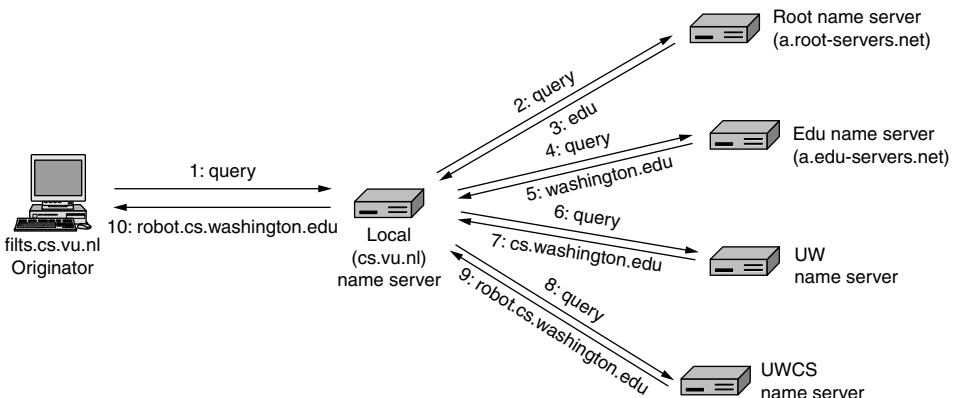 Root name server
(a.root-servers.net)
2: query
3: edu
Edu name server
(a.edu-servers.net)
4: query
5: washington.edu
1: query
10: robot.cs.washington.edu
filts.cs.vu.nl
Originator
Local
(cs.vu.nl)
name server
6: query
7: cs.washington.edu
UW
name server
8: query
9: robot.cs.washington.edu
UWCS
name server